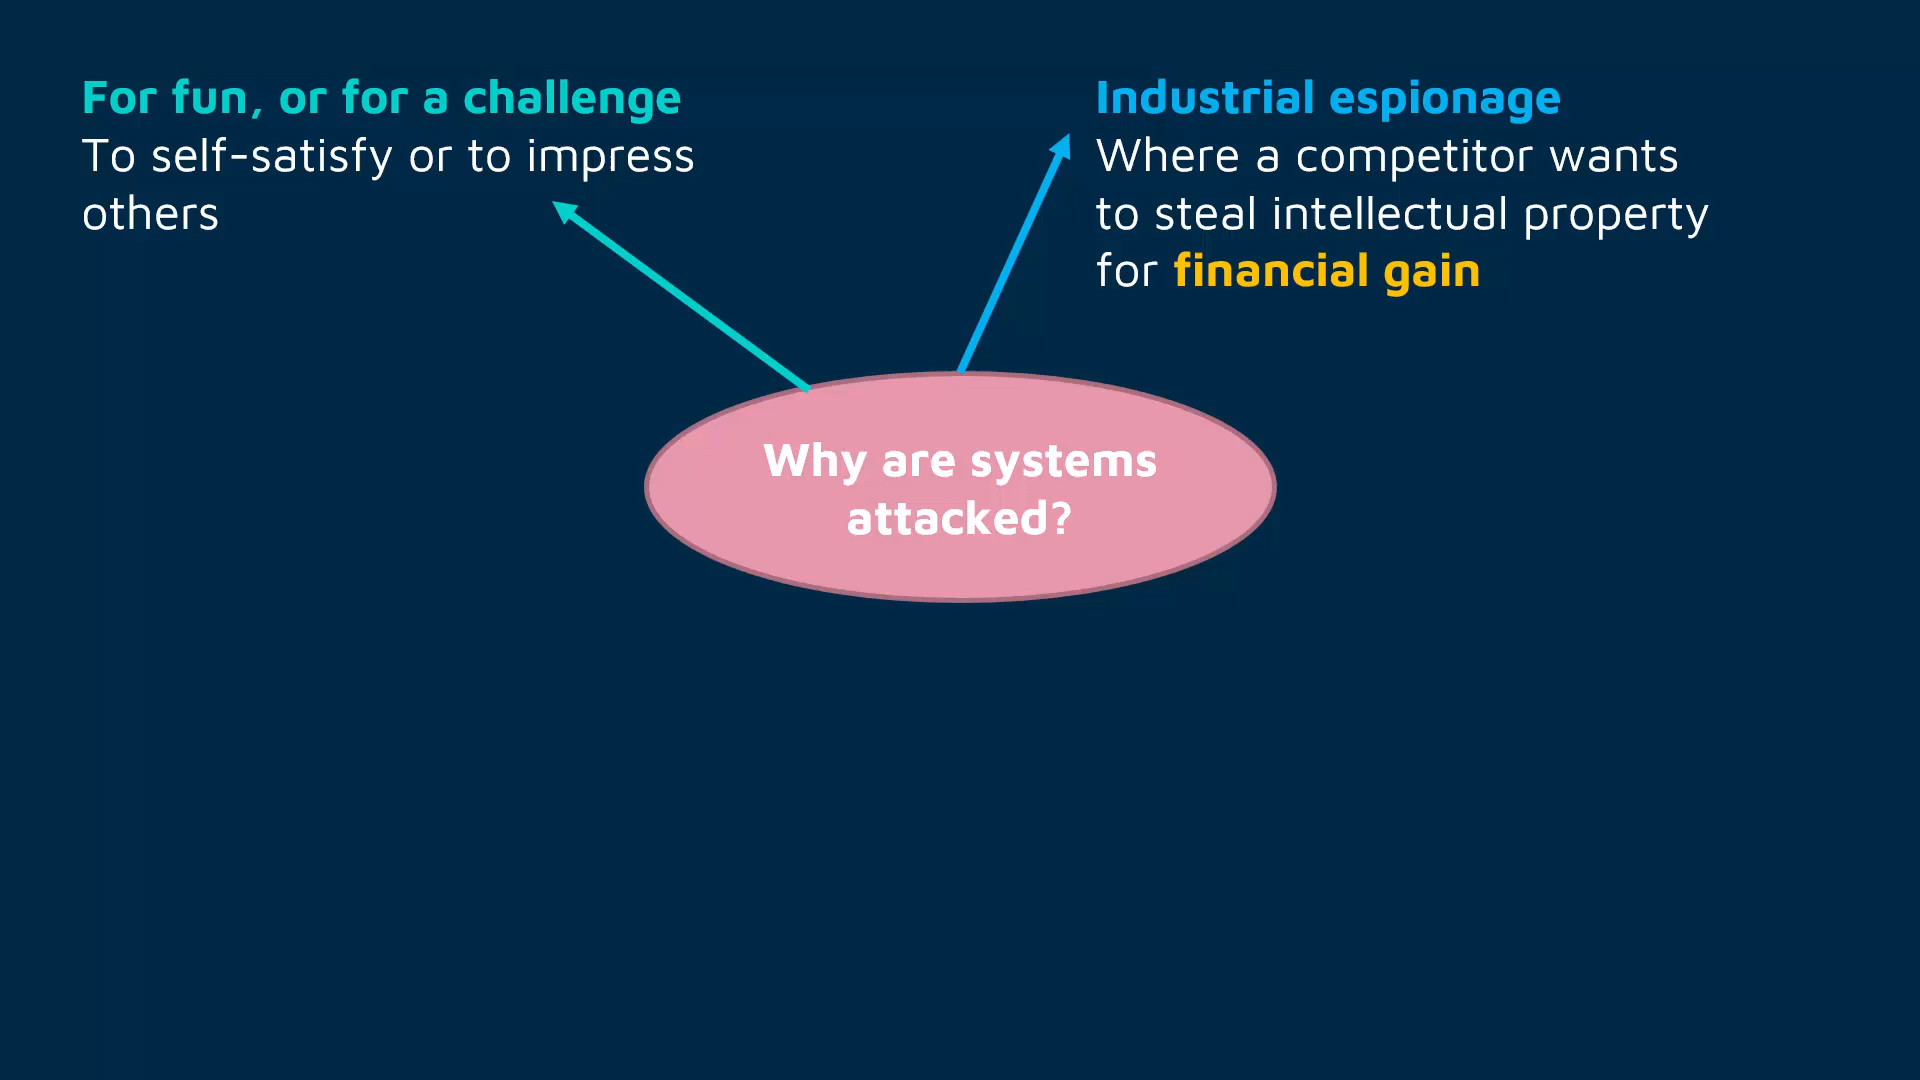 For fun, or for a challenge
To self-satisfy or to impress
others
Industrial espionage
Where a competitor wants
to steal intellectual property
for financial gain
Why are systems
attacked?